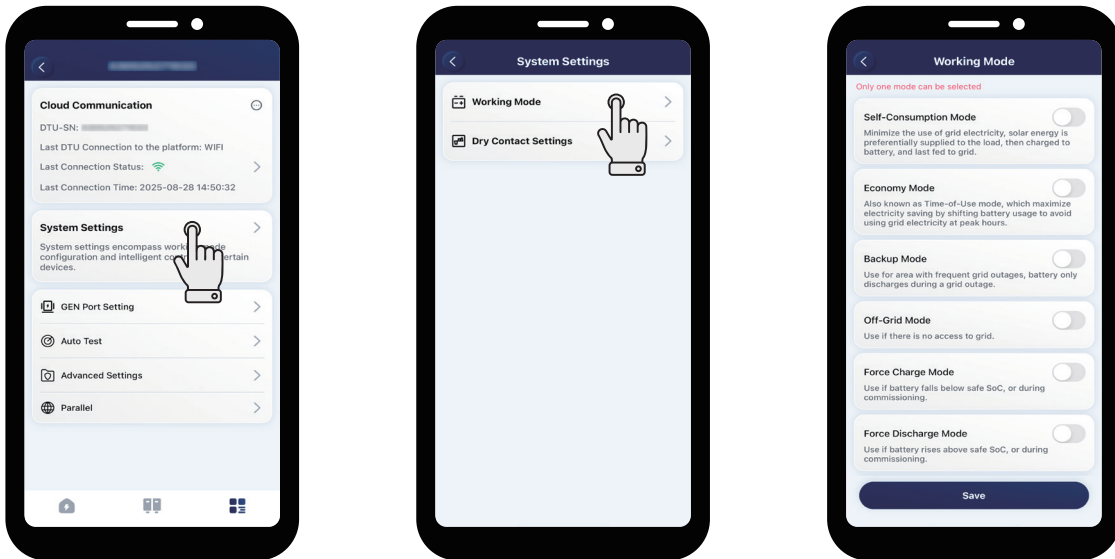 Cloud Communication
DTU-SN:
Last DTU Connection to the platform: WIFI
Last Connection Status:
Last Connection Time: 2025-08-28 14:50:32
System Settings
System settings encompass working mode
configuration and intelligent ertain
devices.
GEN Port Setting
Auto Test
Advanced Settings
Parallel
System Settings
Working Mode
Dry Contact Settings
Working Mode
Only one mode can be selected
Self-Consumption Mode
Minimize the use of grid electricity, solar energy is
preferentially supplied to the load, then charged to
battery, and last fed to grid.
Economy Mode
Also known as Time-of-Use mode, which maximize
electricity saving by shifting battery usage to avoid
using grid electricity at peak hours.
Backup Mode
Use for area with frequent grid outages, battery only
discharges during a grid outage.
Off-Grid Mode
Use if there is no access to grid.
Force Charge Mode
Use if battery falls below safe SoC, or during
commissioning.
Force Discharge Mode
Use if battery rises above safe SoC, or during
commissioning.
Save